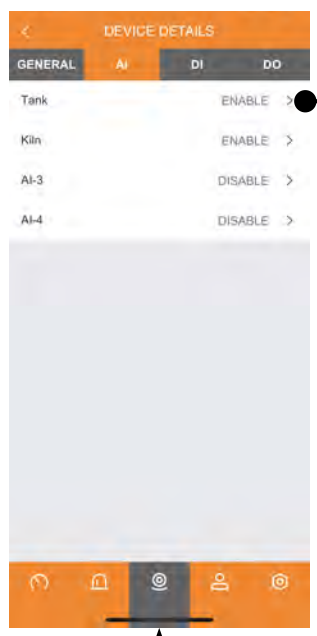 DEVICE DETAILS
GENERAL AI DI DO
Tank ENABLE
Kiln ENABLE
AI-3 DISABLE
AI-4 DISABLE